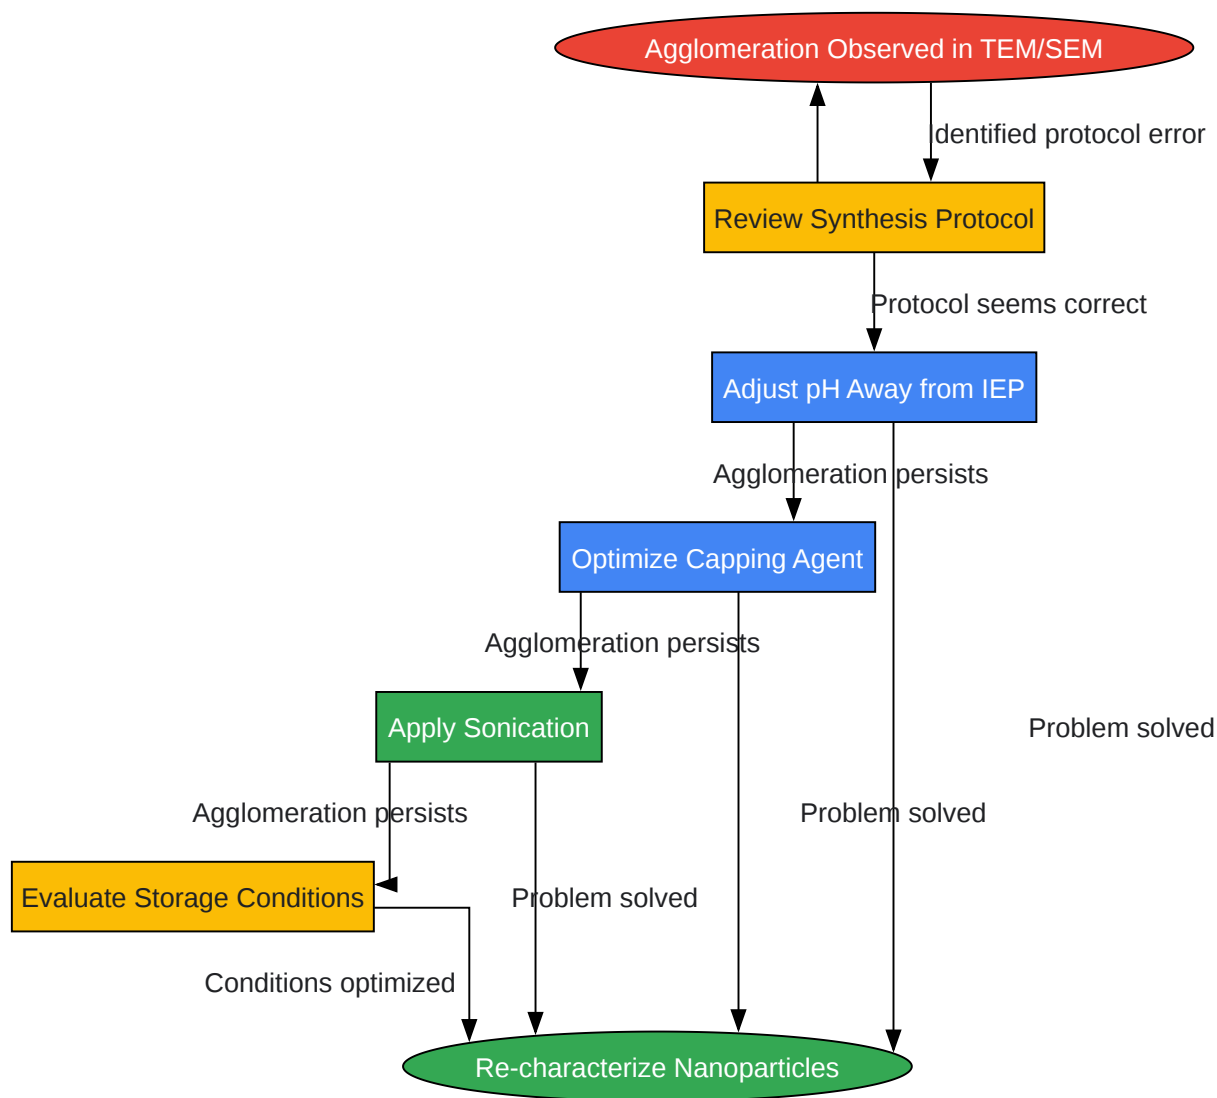 Agglomeration Observed in TEM/SEM
Identified protocol error
Review Synthesis Protocol
Protocol seems correct
Adjust pH Away from IEP
Agglomeration persists
Optimize Capping Agent
Agglomeration persists
Apply Sonication
Problem solved
Agglomeration persists
Problem solved
Evaluate Storage Conditions
Problem solved
Conditions optimized
Re-characterize Nanoparticles